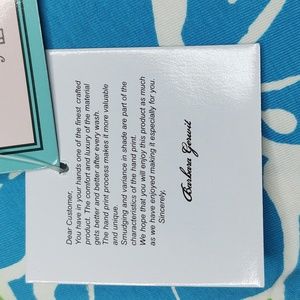 Dear Customer,
You have in your hands one of the finest crafted
product. The comfort and luxury of the material
gets better and better after every wash.
The hand print process makes it more valuable
and unique.
Smudging and variance in shade are part of the
characteristics of the hand print.
We hope that you will enjoy this product as much
as we have enjoyed making it especially for you.
Sincerely,
Barbara Gerwit